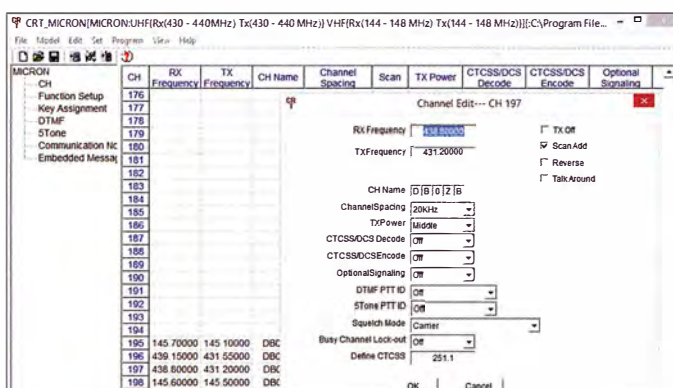 CRT_MICRON[MICRON:UHF{Rx(430 - 440MHz) Tx(430 - 440 MHz)} VHF{Rx(144 - 148 MHz) Tx(144 - 148 MHz)}][:C\Program File...
File Model Edit Set Program View Help
MICRON
CH
Function Setup
Key Assignment
DTMF
5Tone
Communication Nc
Embedded Messaç
CH RX Frequency TX Frequency CH Name Channel Spacing Scan TX Power CTCSS/DCS Decode CTCSS/DCS Encode Optional Signaling
176
177
178
179
180
181
182
183
184
185
186
187
188
189
190
191
192
193
194
195 145.70000 145.10000 DBC
196 439.15000 431.55000 DBC
197 438.80000 431.20000 DBC
198 145.60000 145.50000 DBC
Channel Edit--- CH 197
RX Frequency 438.80000
TXFrequency 431.20000
TX Off
Scan Add
Reverse
Talk Around
CH Name D B 0 Z B
ChannelSpacing 20KHz
TXPower Middle
CTCSS/DCS Decode Off
CTCSS/DCSEncode Off
OptionalSignaling Off
DTMF PTT ID Off
5Tone PTT ID Off
Squelch Mode Carrier
Busy Channel Lock-out Off
Define CTCSS 251.1
OK Cancel